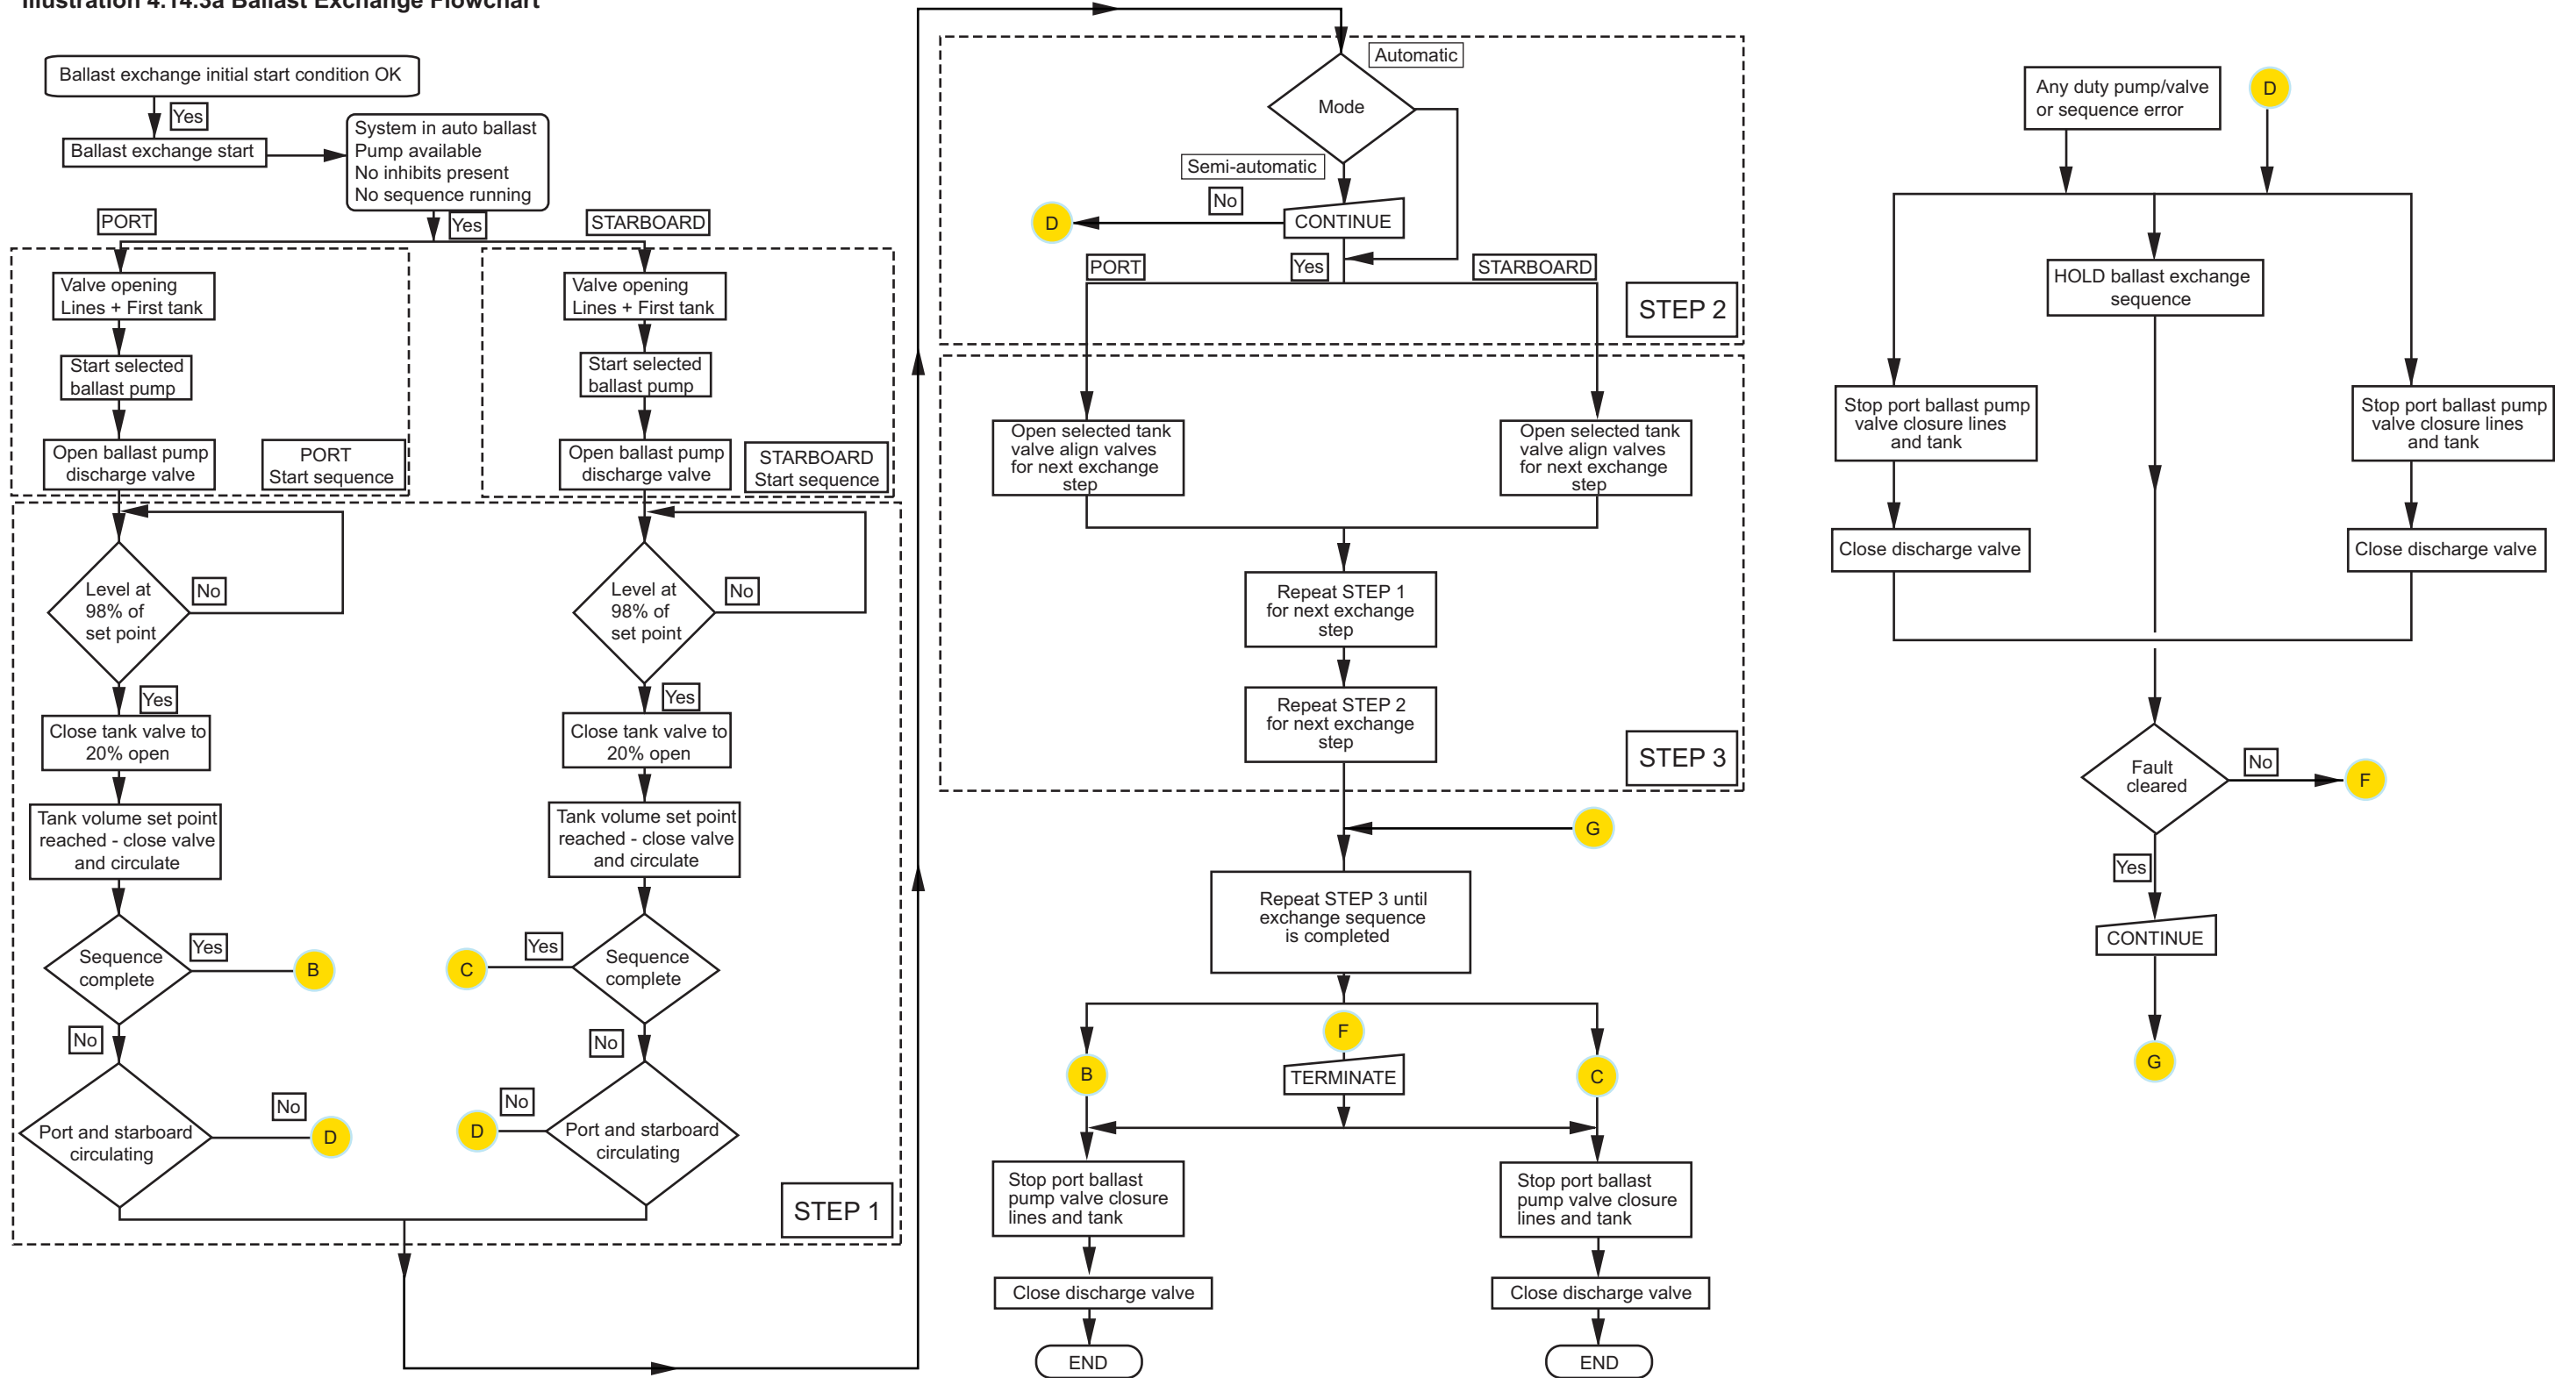 Illustration 4.14.3a Ballast Exchange Flowchart
Ballast exchange initial start condition OK
Yes
Ballast exchange start
System in auto ballast
Pump available
No inhibits present
No sequence running
Yes
PORT
STARBOARD
Valve opening
Lines + First tank
Start selected
ballast pump
Open ballast pump
discharge valve
PORT
Start sequence
Valve opening
Lines + First tank
Start selected
ballast pump
Open ballast pump
discharge valve
STARBOARD
Start sequence
Level at
98% of
set point
No
Yes
Close tank valve to
20% open
Tank volume set point
reached - close valve
and circulate
Sequence
complete
Yes
B
No
Port and starboard
circulating
No
D
Level at
98% of
set point
No
Yes
Close tank valve to
20% open
Tank volume set point
reached - close valve
and circulate
Sequence
complete
Yes
C
No
Port and starboard
circulating
No
D
STEP 1
Automatic
Mode
Semi-automatic
No
D
CONTINUE
Yes
PORT
STARBOARD
STEP 2
Open selected tank
valve align valves
for next exchange
step
Open selected tank
valve align valves
for next exchange
step
Repeat STEP 1
for next exchange
step
Repeat STEP 2
for next exchange
step
STEP 3
G
Repeat STEP 3 until
exchange sequence
is completed
B
F
TERMINATE
C
Stop port ballast
pump valve closure
lines and tank
Close discharge valve
END
Stop port ballast
pump valve closure
lines and tank
Close discharge valve
END
Any duty pump/valve
or sequence error
D
HOLD ballast exchange
sequence
Stop port ballast pump
valve closure lines
and tank
Close discharge valve
Stop port ballast pump
valve closure lines
and tank
Close discharge valve
Fault
cleared
No
F
Yes
CONTINUE
G